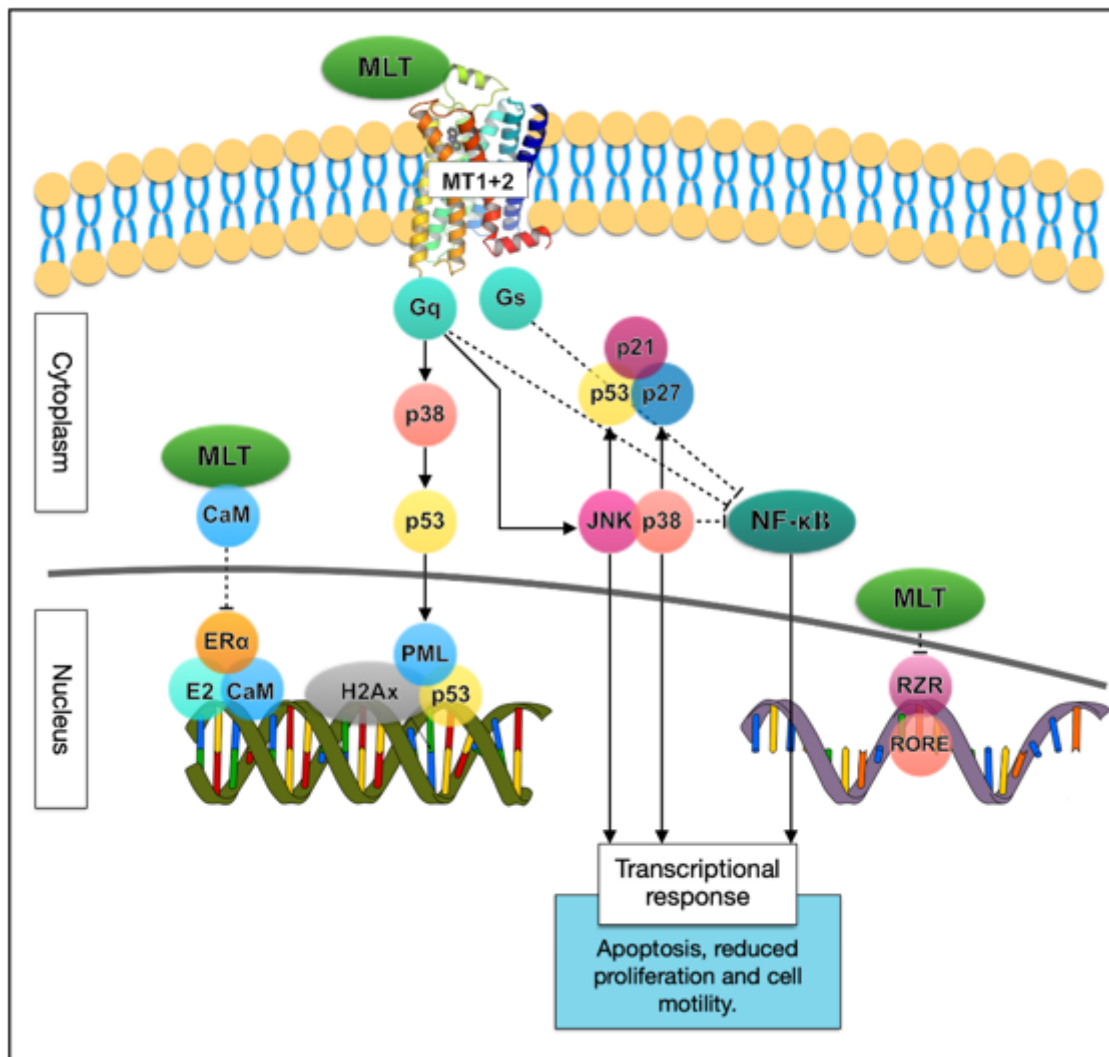 MLT
MT1+2
Gq
Gs
p21
p53
p27
Cytoplasm
p38
MLT
CaM
p53
JNK
p38
NF-κB
MLT
Nucleus
ERα
PML
RZR
E2
CaM
H2Ax
p53
RORE
Transcriptional
response
Apoptosis, reduced
proliferation and cell
motility.